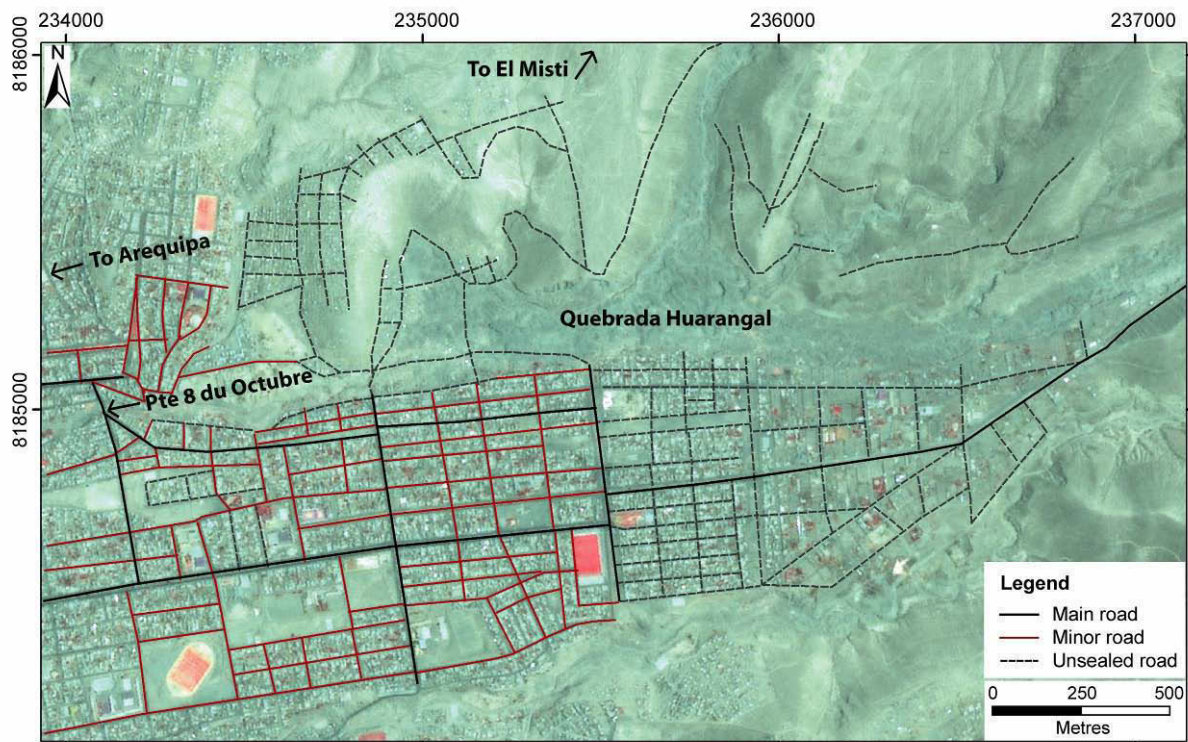 234000 235000 236000 237000
8186000
N
To El Misti
To Arequipa
Quebrada Huarangal
Pte 8 du Octubre
8185000
Legend
Main road
Minor road
Unsealed road
0 250 500
Metres